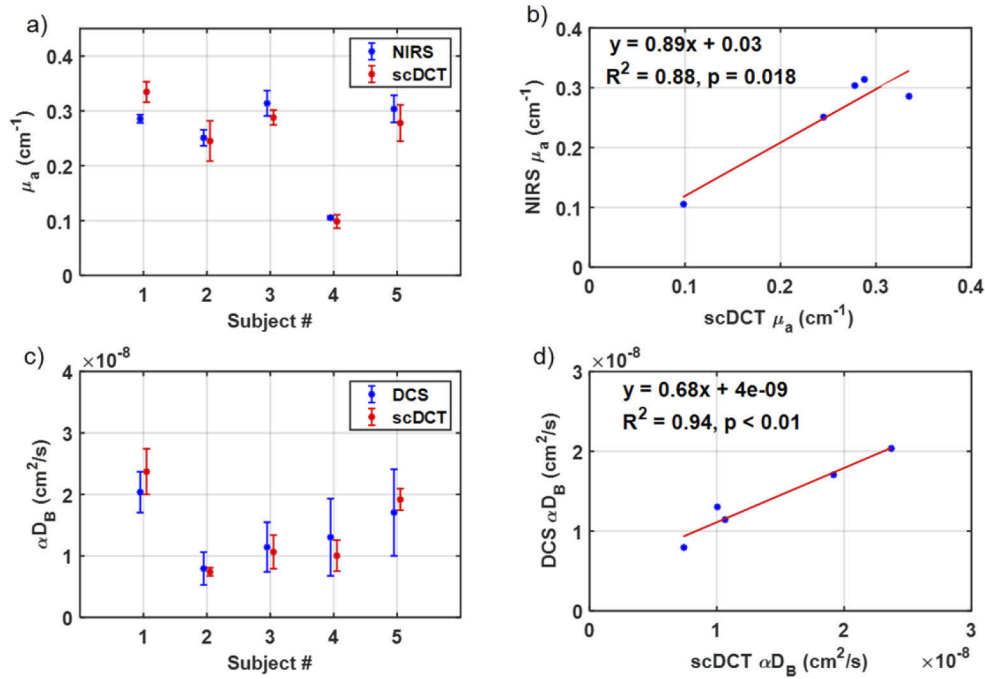 a)
NIRS
scDCT
0.4
0.3
0.2
0.1
0
μa (cm-1)
1 2 3 4 5
Subject #
b)
y = 0.89x + 0.03
R2 = 0.88, p = 0.018
0.4
0.3
0.2
0.1
0
NIRS μa (cm-1)
0 0.1 0.2 0.3 0.4
scDCT μa (cm-1)
c)
×10-8
DCS
scDCT
4
3
2
1
0
αDB (cm2/s)
1 2 3 4 5
Subject #
d)
×10-8
y = 0.68x + 4e-09
R2 = 0.94, p < 0.01
3
2
1
0
DCS αDB (cm2/s)
0 1 2 3
scDCT αDB (cm2/s)
×10-8